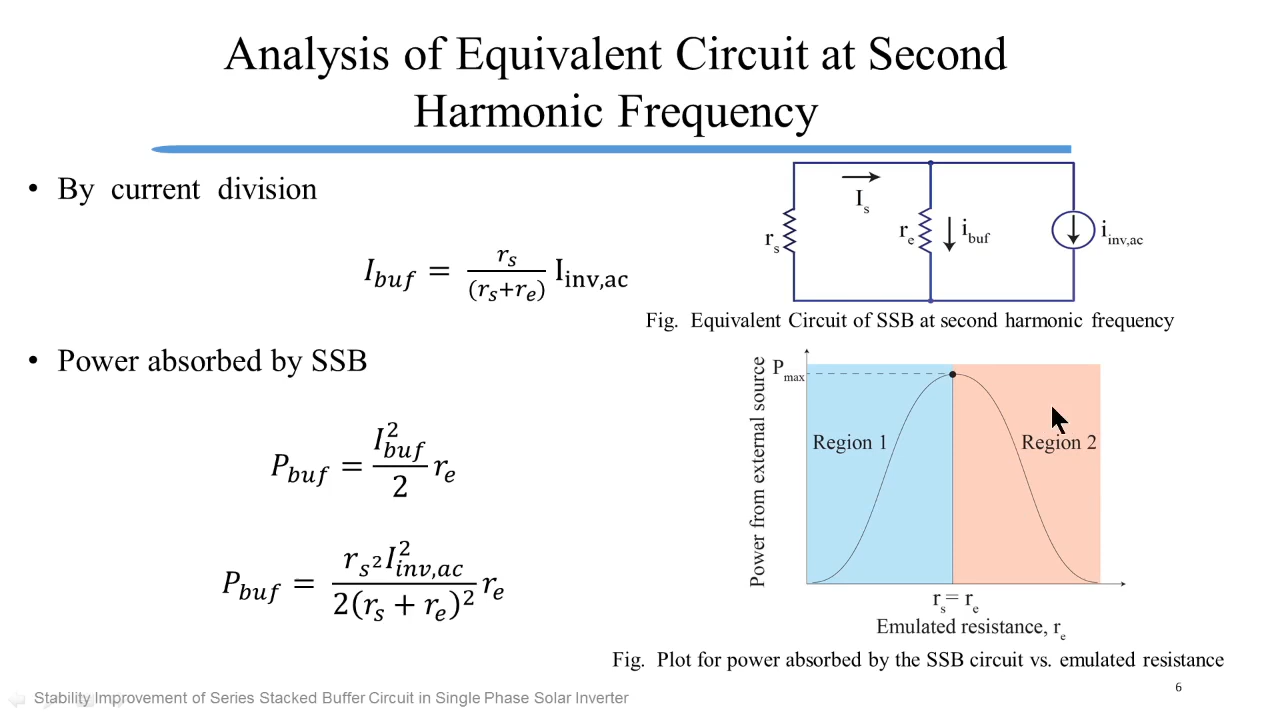 Analysis of Equivalent Circuit at Second
Harmonic Frequency
• By current division
I_buf = r_s / (r_s+r_e) I_inv,ac
• Power absorbed by SSB
P_buf = I_buf^2 / 2 r_e
P_buf = r_s^2 I_inv,ac^2 / 2(r_s + r_e)^2 r_e
I_s
r_s
r_e
i_buf
i_inv,ac
Fig. Equivalent Circuit of SSB at second harmonic frequency
Power from external source
P_max
Region 1
Region 2
r_s = r_e
Emulated resistance, r_e
Fig. Plot for power absorbed by the SSB circuit vs. emulated resistance
Stability Improvement of Series Stacked Buffer Circuit in Single Phase Solar Inverter
6